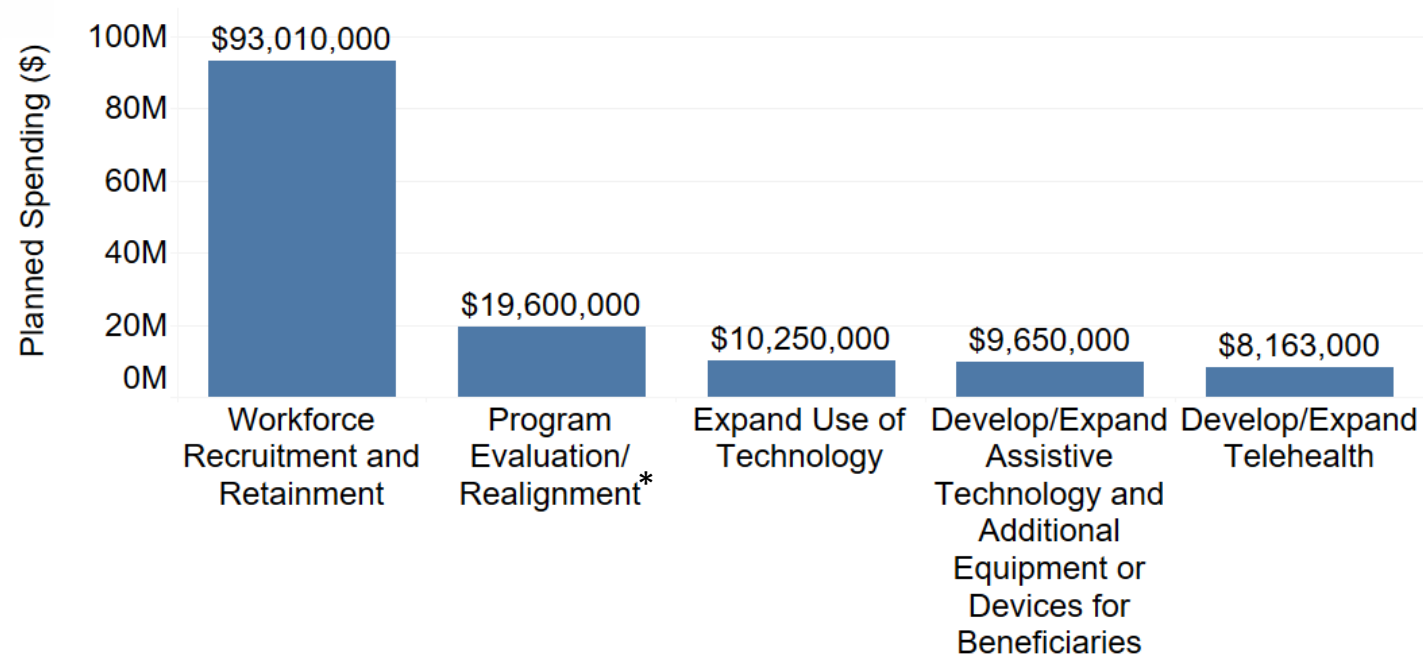 Planned Spending ($)
100M
80M
60M
40M
20M
0M
$93,010,000
$19,600,000
$10,250,000
$9,650,000
$8,163,000
Workforce
Recruitment and
Retainment
Program
Evaluation/
Realignment*
Expand Use of
Technology
Develop/Expand
Assistive
Technology and
Additional
Equipment or
Devices for
Beneficiaries
Develop/Expand
Telehealth